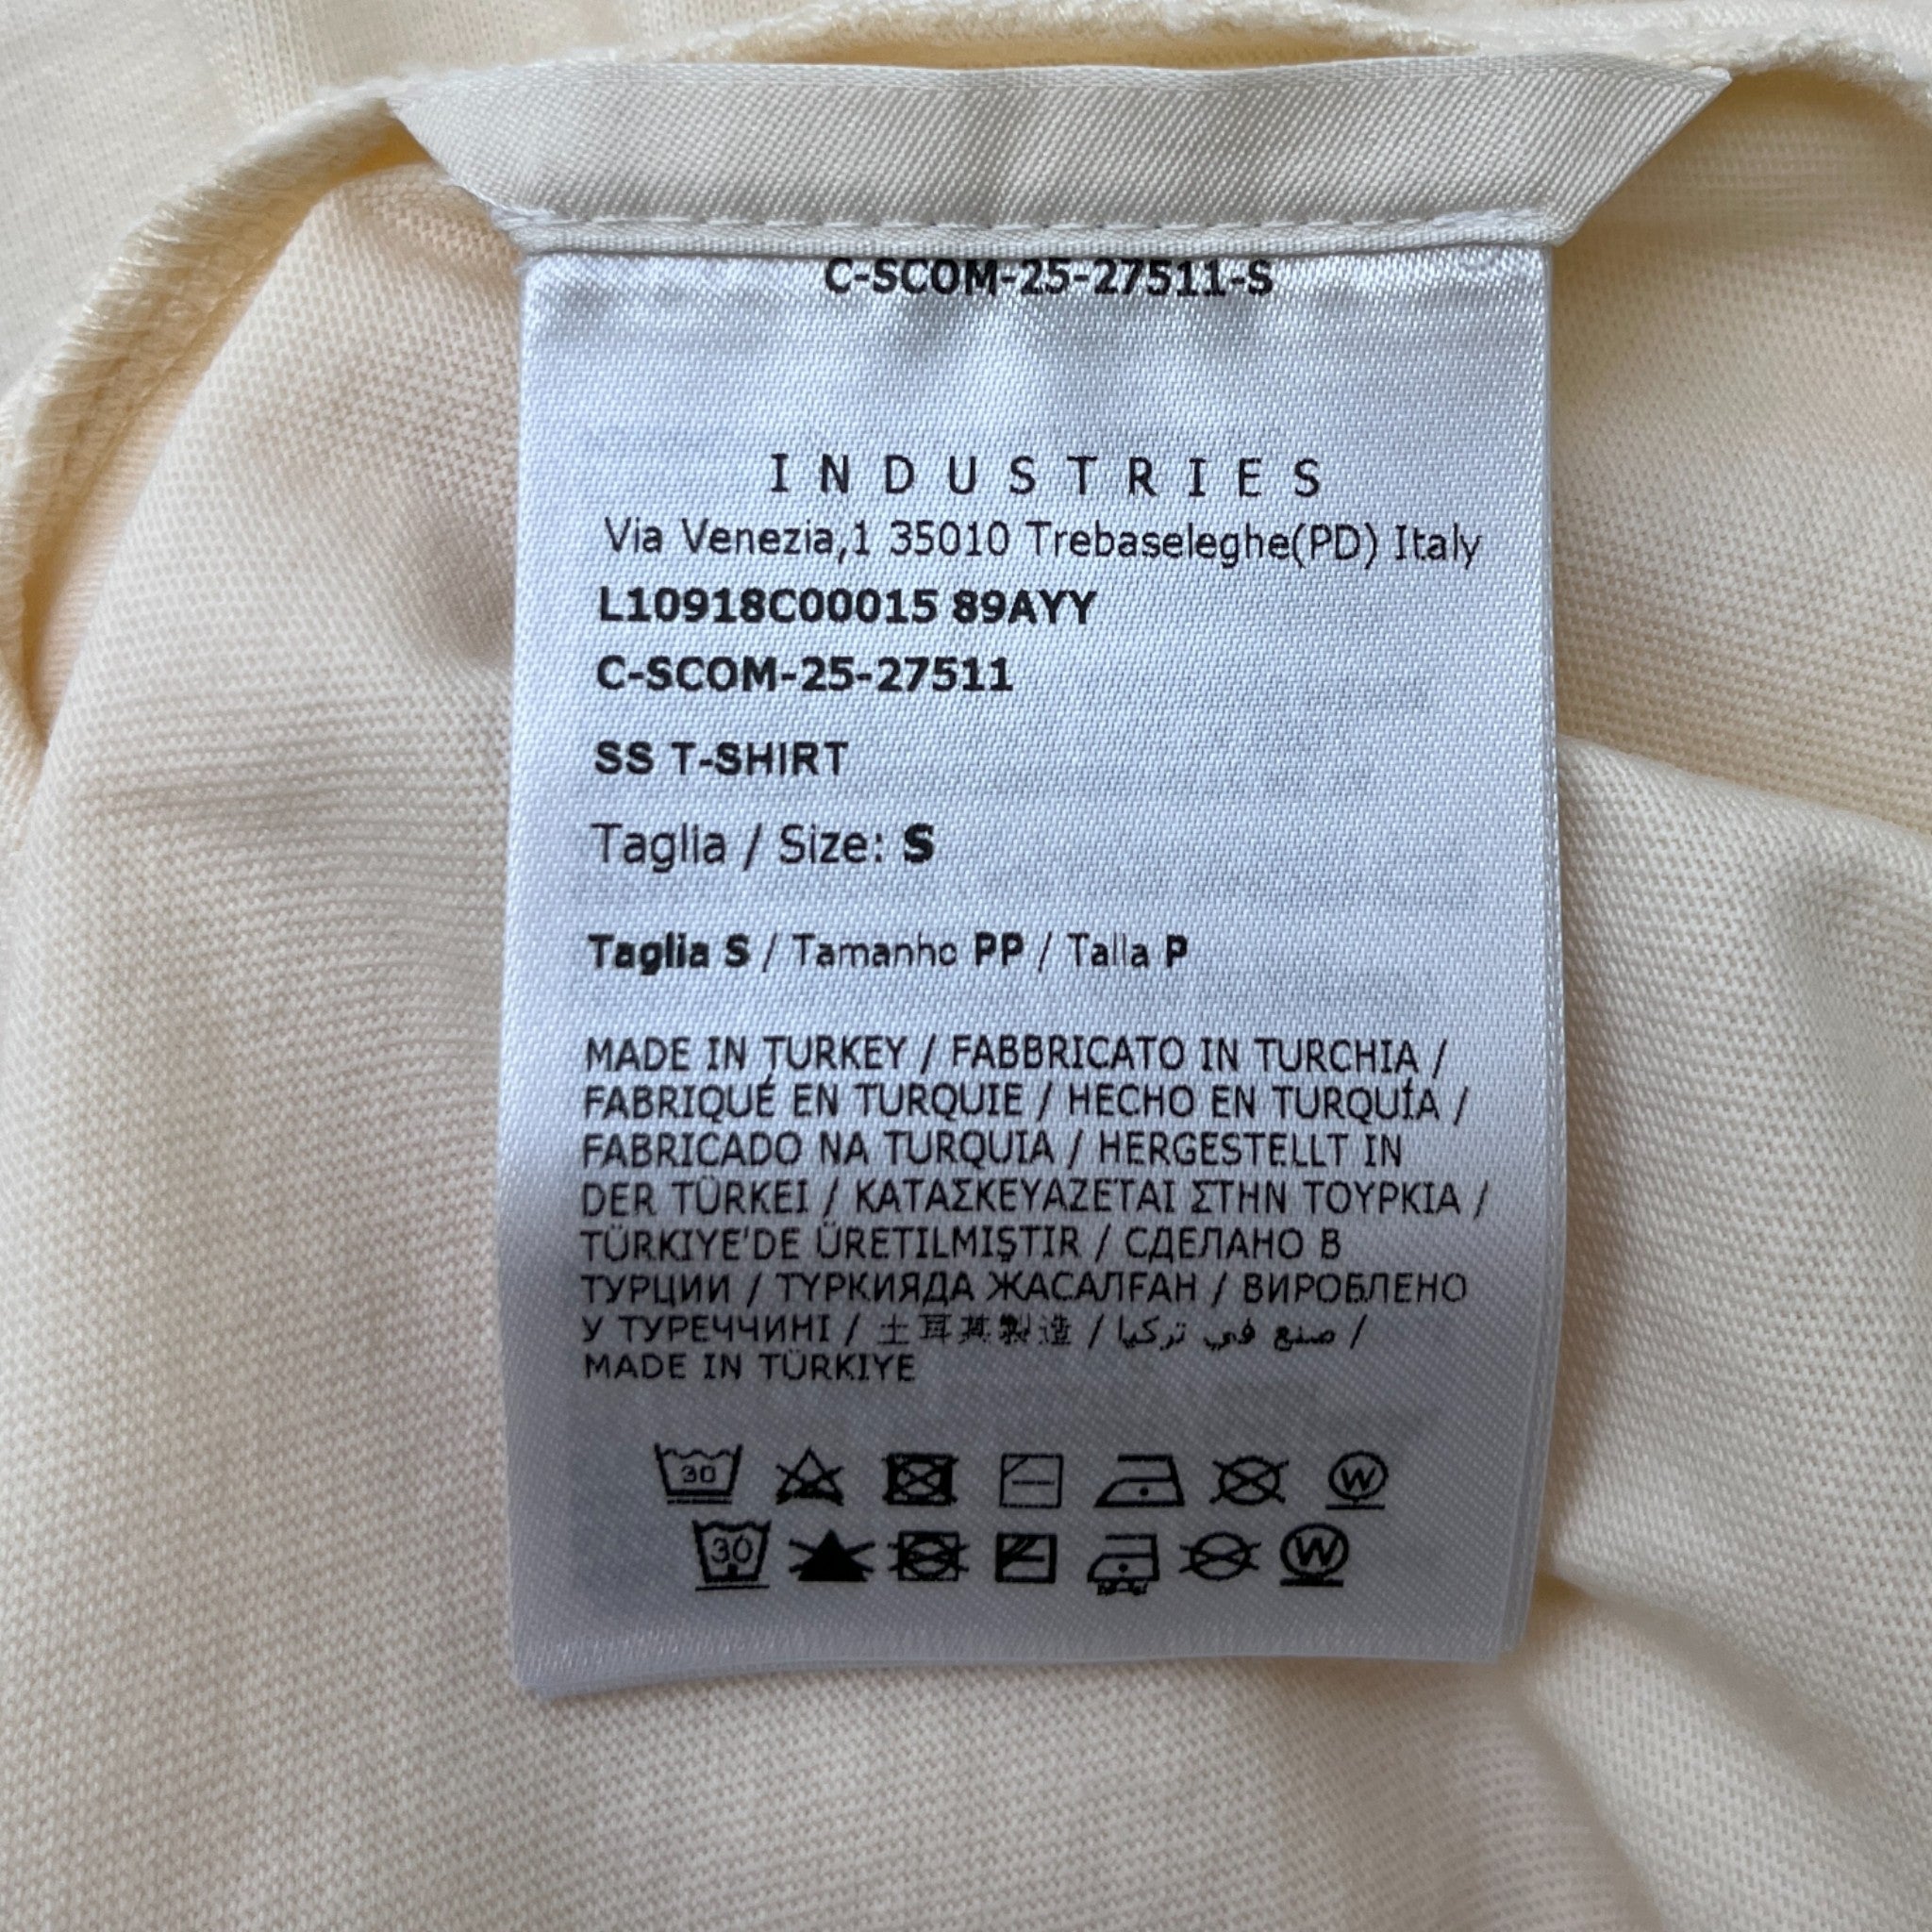 C-SCOM-25-27511-S
INDUSTRIES
Via Venezia,1 35010 Trebaseleghe(PD) Italy
L10918C00015 89AYY
C-SCOM-25-27511
SS T-SHIRT
Taglia / Size: S
Taglia S / Tamanho PP / Talla P
MADE IN TURKEY / FABBRICATO IN TURCHIA /
FABRIQUÉ EN TURQUIE / HECHO EN TURQUÍA /
FABRICADO NA TURQUIA / HERGESTELLT IN
DER TÜRKEI / ΚΑΤΑΣΚΕΥΑΖΕΤΑΙ ΣΤΗΝ ΤΟΥΡΚΙΑ /
TÜRKIYE'DE ÜRETILMIŞTIR / СДЕЛАНО В
ТУРЦИИ / ТҮРКИЯДА ЖАСАЛҒАН / ВИРОБЛЕНО
У ТУРЕЧЧИНІ / 土耳其製造 / صنع في تركيا /
MADE IN TÜRKIYE
30 W
30 W